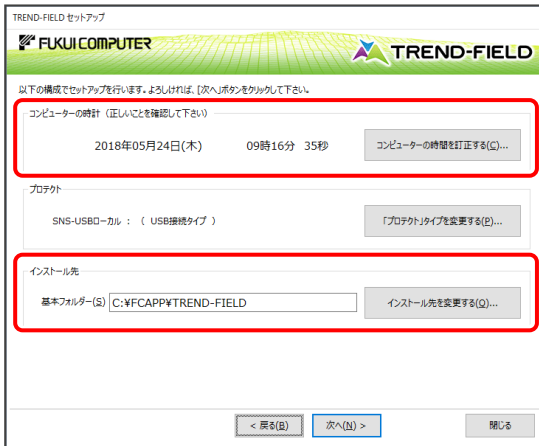 TREND-FIELD セットアップ
FUKUI COMPUTER
TREND-FIELD
以下の構成でセットアップを行います。よろしければ、[次へ]ボタンをクリックして下さい。
コンピューターの時計（正しいことを確認して下さい）
2018年05月24日(木) 09時16分 35秒 コンピューターの時間を訂正する(C)...
プロテクト
SNS-USBローカル ： （ USB接続タイプ ） 「プロテクト」タイプを変更する(P)...
インストール先
基本フォルダー(S) C:¥FCAPP¥TREND-FIELD インストール先を変更する(O)...
< 戻る(B) 次へ(N) > 閉じる